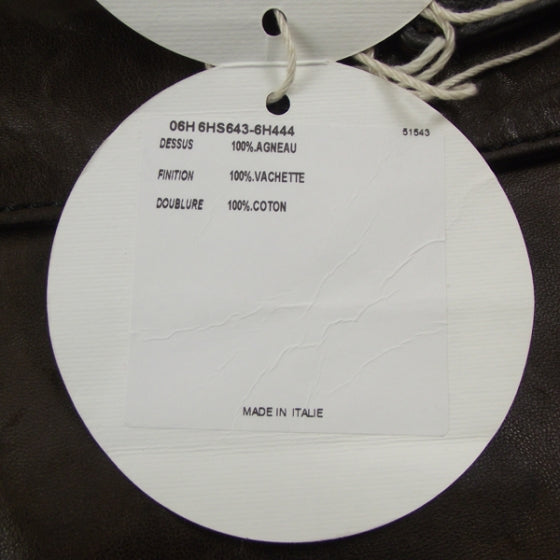 06H 6HS643-6H444 51543
DESSUS 100%.AGNEAU
FINITION 100%.VACHETTE
DOUBLURE 100%.COTON
MADE IN ITALIE